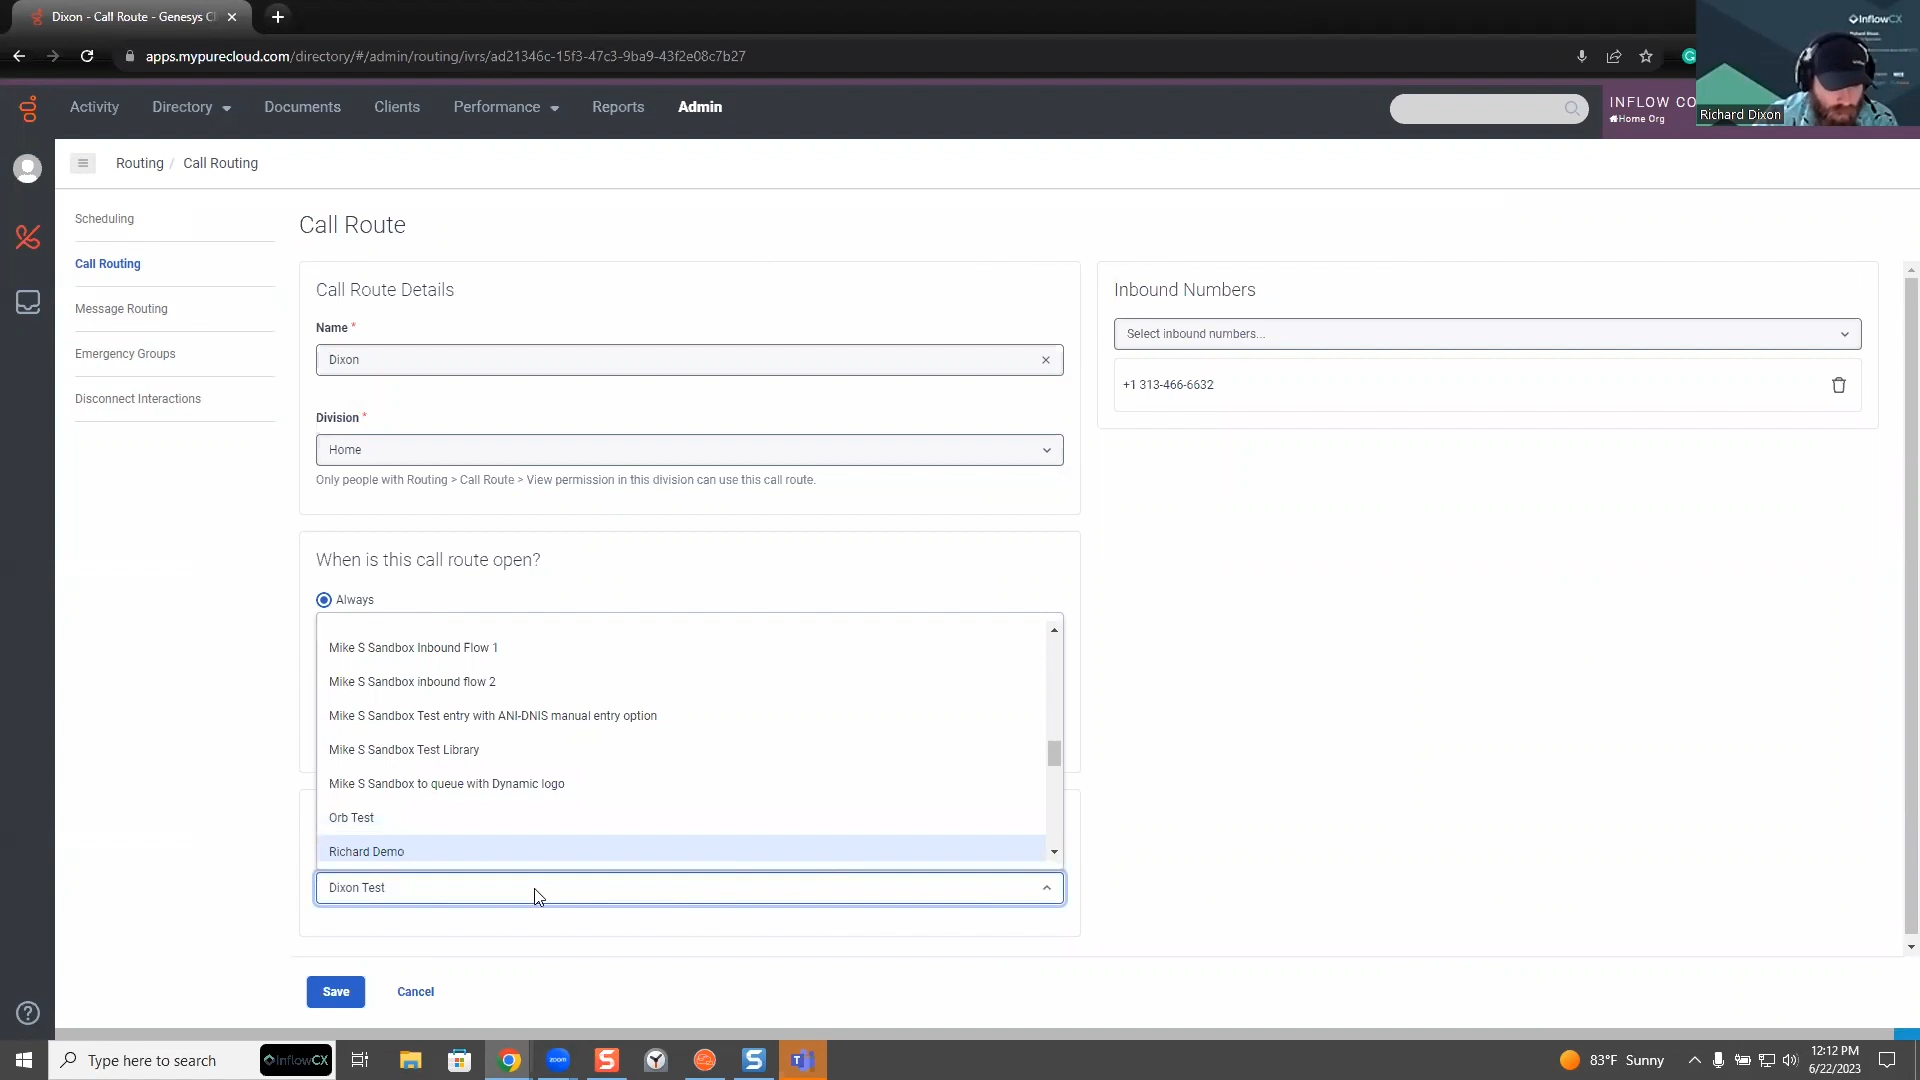 Dixon - Call Route - Genesys Cl
apps.mypurecloud.com/directory/#/admin/routing/ivrs/ad21346c-15f3-47c3-9ba9-43f2e08c7b27
InflowCX
Richard Dixon
Activity
Directory
Documents
Clients
Performance
Reports
Admin
INFLOW CO
Home Org
Routing / Call Routing
Scheduling
Call Routing
Message Routing
Emergency Groups
Disconnect Interactions
Call Route
Call Route Details
Name *
Dixon
Division *
Home
Only people with Routing > Call Route > View permission in this division can use this call route.
When is this call route open?
Always
Mike S Sandbox Inbound Flow 1
Mike S Sandbox inbound flow 2
Mike S Sandbox Test entry with ANI-DNIS manual entry option
Mike S Sandbox Test Library
Mike S Sandbox to queue with Dynamic logo
Orb Test
Richard Demo
Dixon Test
Save
Cancel
Inbound Numbers
Select inbound numbers...
+1 313-466-6632
Type here to search
InflowCX
zoom
83°F Sunny
12:12 PM
6/22/2023